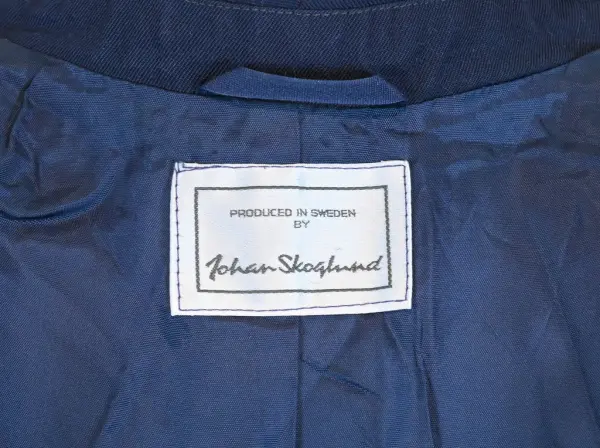 PRODUCED IN SWEDEN
BY
Johan Skoglund